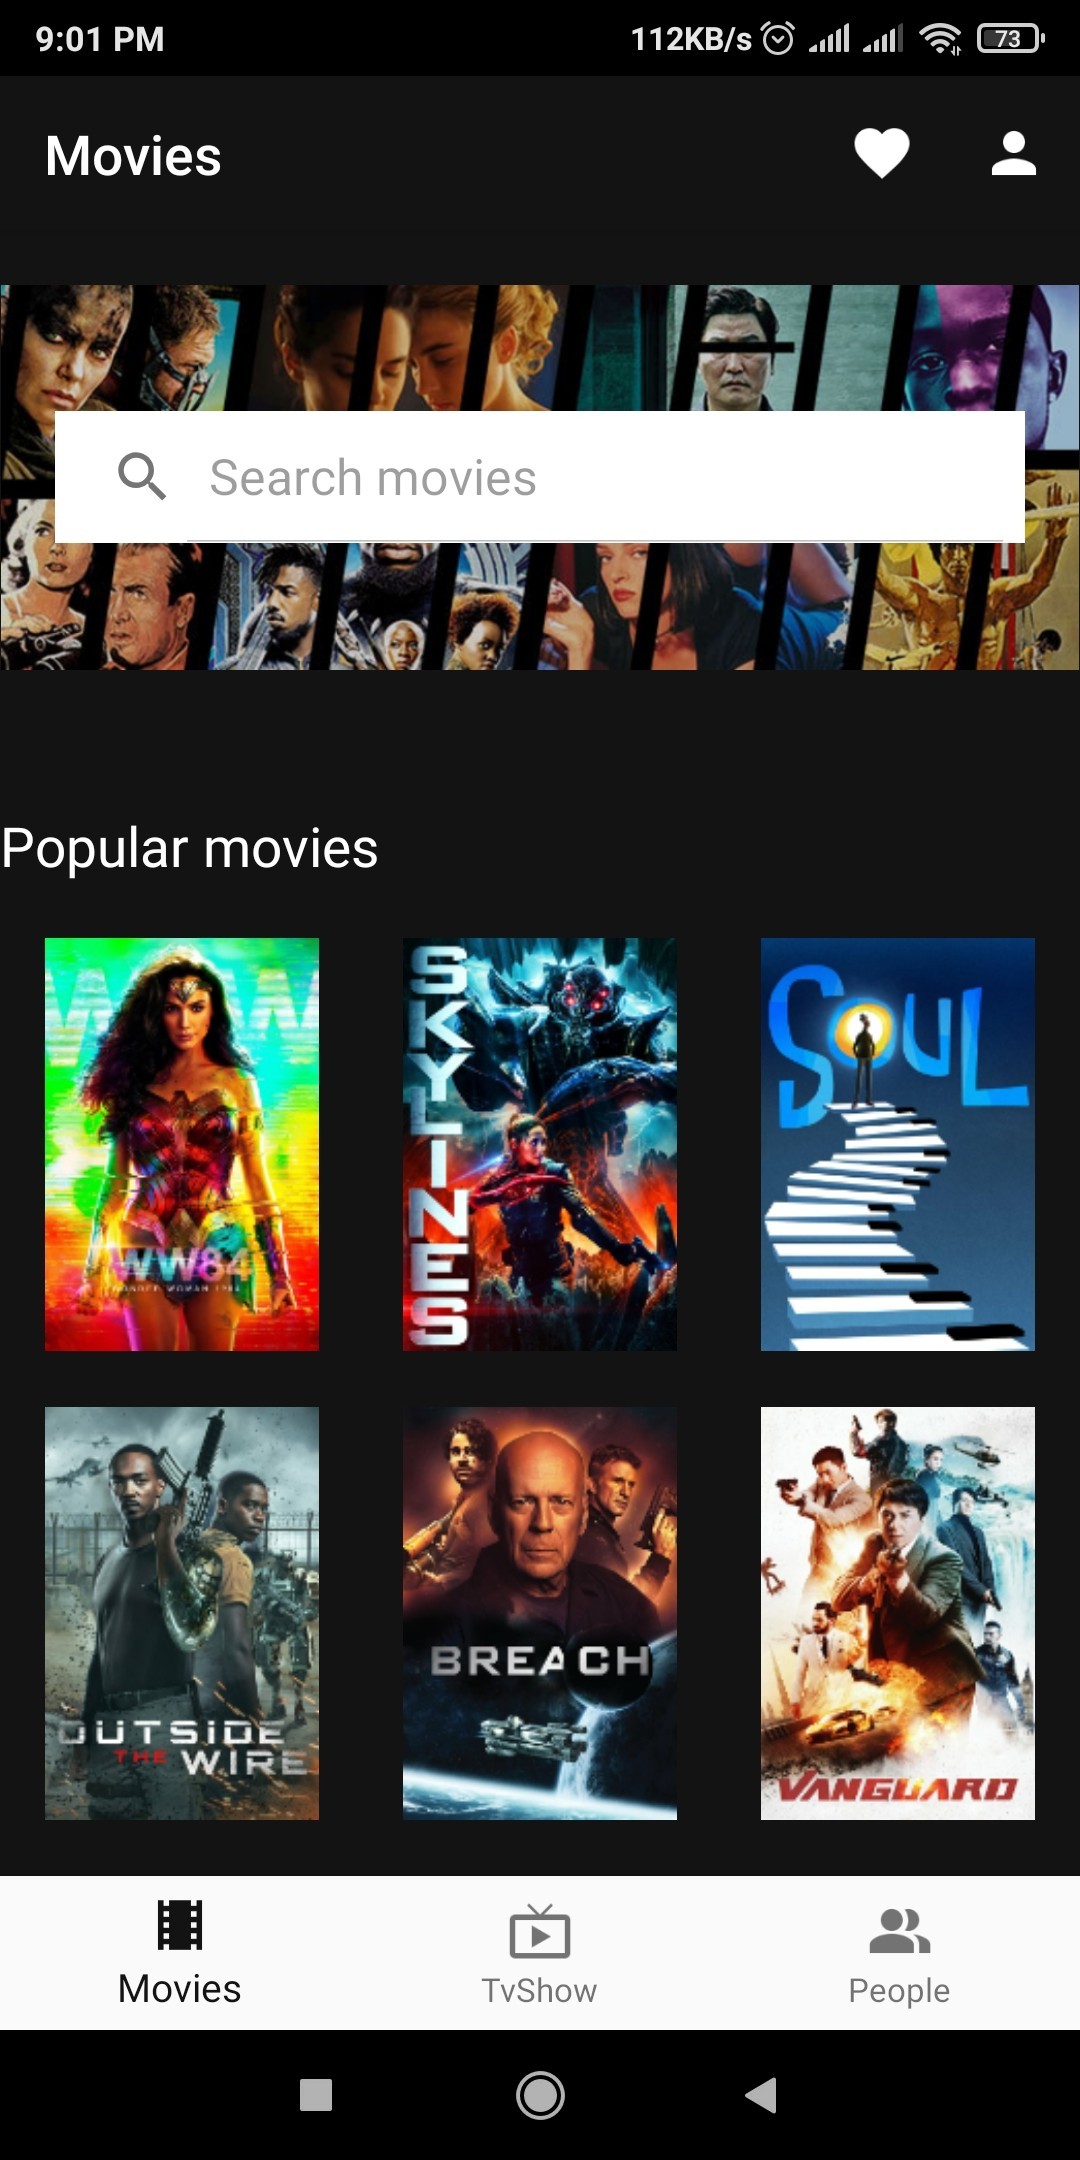 9:01 PM 112KB/s 73
Movies
Search movies
Popular movies
WW
WW84
WONDER WOMAN 1984
SKYLINES
SOUL
OUTSIDE
THE WIRE
BREACH
VANGUARD
Movies TvShow People